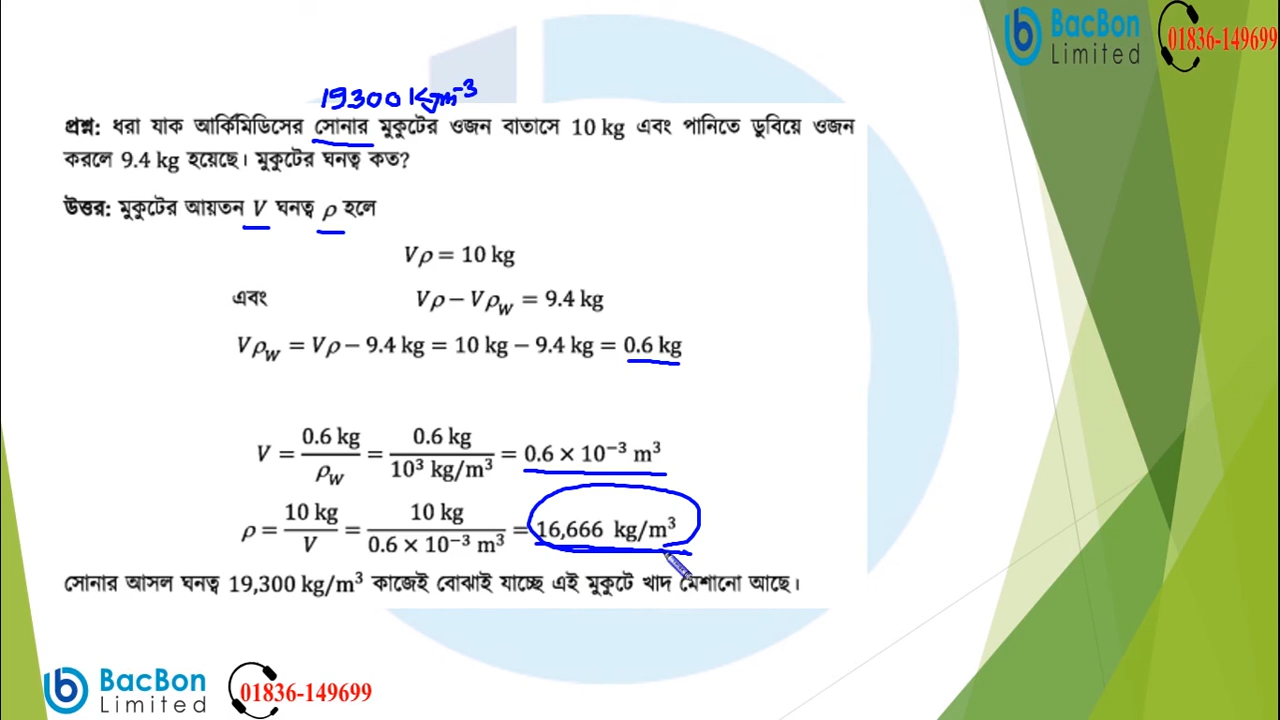 BacBon
Limited
01836-149699
19300 Kgm⁻³
প্রশ্ন: ধরা যাক আর্কিমিডিসের সোনার মুকুটের ওজন বাতাসে 10 kg এবং পানিতে ডুবিয়ে ওজন
করলে 9.4 kg হয়েছে। মুকুটের ঘনত্ব কত?
উত্তর: মুকুটের আয়তন V ঘনত্ব ρ হলে
Vρ = 10 kg
এবং Vρ − Vρ_W = 9.4 kg
Vρ_W = Vρ − 9.4 kg = 10 kg − 9.4 kg = 0.6 kg
V = 0.6 kg / ρ_W = 0.6 kg / 10³ kg/m³ = 0.6 × 10⁻³ m³
ρ = 10 kg / V = 10 kg / 0.6 × 10⁻³ m³ = 16,666 kg/m³
সোনার আসল ঘনত্ব 19,300 kg/m³ কাজেই বোঝাই যাচ্ছে এই মুকুটে খাদ মেশানো আছে।
BacBon
Limited
01836-149699